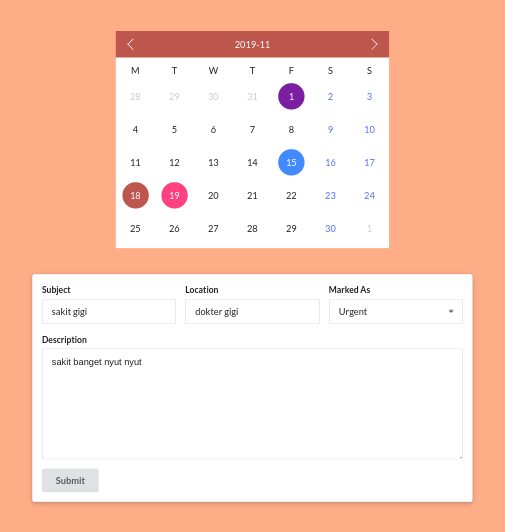 2019-11
M T W T F S S
28 29 30 31 1 2 3
4 5 6 7 8 9 10
11 12 13 14 15 16 17
18 19 20 21 22 23 24
25 26 27 28 29 30 1
Subject Location Marked As
sakit gigi dokter gigi Urgent
Description
sakit banget nyut nyut
Submit